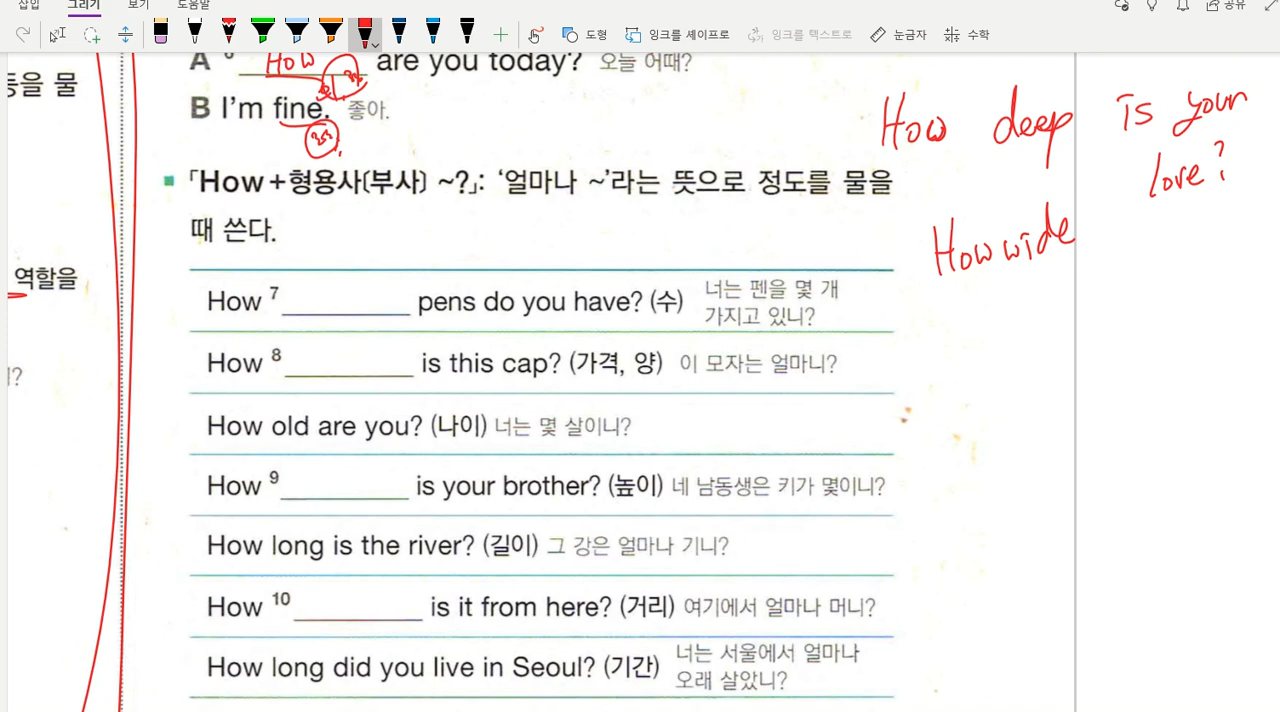 삽입 그리기 보기 도움말 공유
도형 잉크를 셰이프로 잉크를 텍스트로 눈금자 수학
등을 물
역할을
A 6 How are you today? 오늘 어때?
B I'm fine. 좋아.
「How+형용사(부사) ~?」: '얼마나 ~'라는 뜻으로 정도를 물을
때 쓴다.
How 7 pens do you have? (수) 너는 펜을 몇 개
가지고 있니?
How 8 is this cap? (가격, 양) 이 모자는 얼마니?
How old are you? (나이) 너는 몇 살이니?
How 9 is your brother? (높이) 네 남동생은 키가 몇이니?
How long is the river? (길이) 그 강은 얼마나 기니?
How 10 is it from here? (거리) 여기에서 얼마나 머니?
How long did you live in Seoul? (기간) 너는 서울에서 얼마나
오래 살았니?
How deep is your
love?
How wide